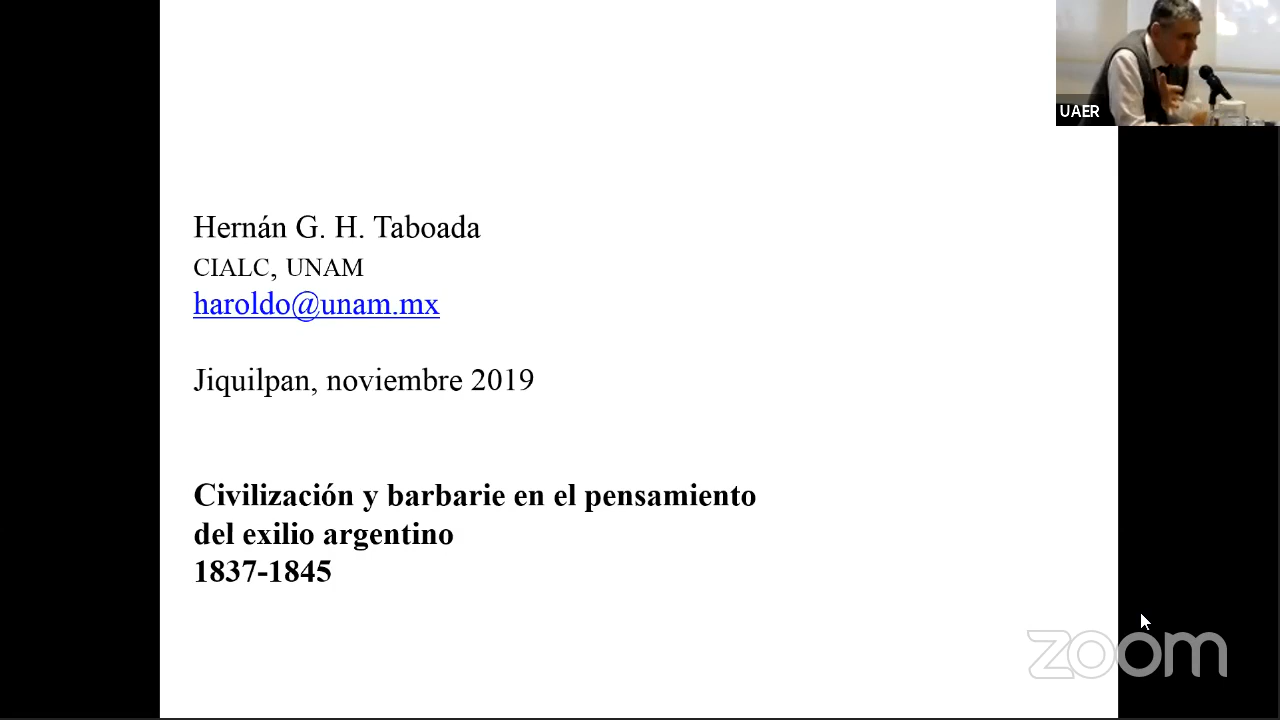 UAER
Hernán G. H. Taboada
CIALC, UNAM
haroldo@unam.mx
Jiquilpan, noviembre 2019
Civilización y barbarie en el pensamiento
del exilio argentino
1837-1845
zoom